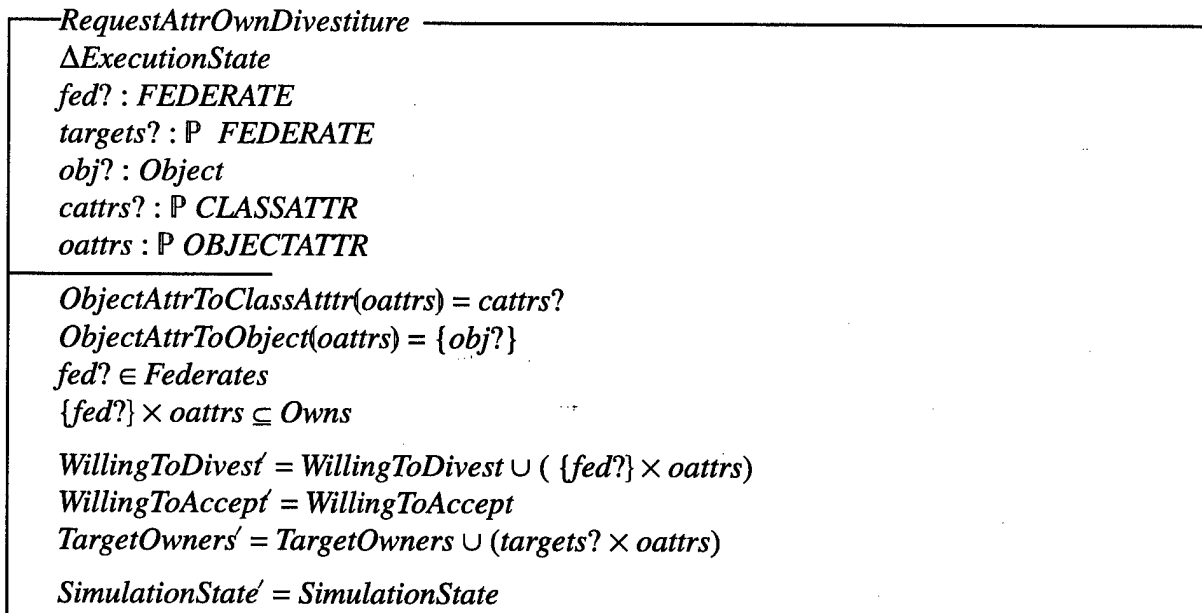 RequestAttrOwnDivestiture
ΔExecutionState
fed? : FEDERATE
targets? : ℙ FEDERATE
obj? : Object
cattrs? : ℙ CLASSATTR
oattrs : ℙ OBJECTATTR
ObjectAttrToClassAtttr(oattrs) = cattrs?
ObjectAttrToObject(oattrs) = {obj?}
fed? ∈ Federates
{fed?} × oattrs ⊆ Owns
WillingToDivest′ = WillingToDivest ∪ ( {fed?} × oattrs)
WillingToAccept′ = WillingToAccept
TargetOwners′ = TargetOwners ∪ (targets? × oattrs)
SimulationState′ = SimulationState